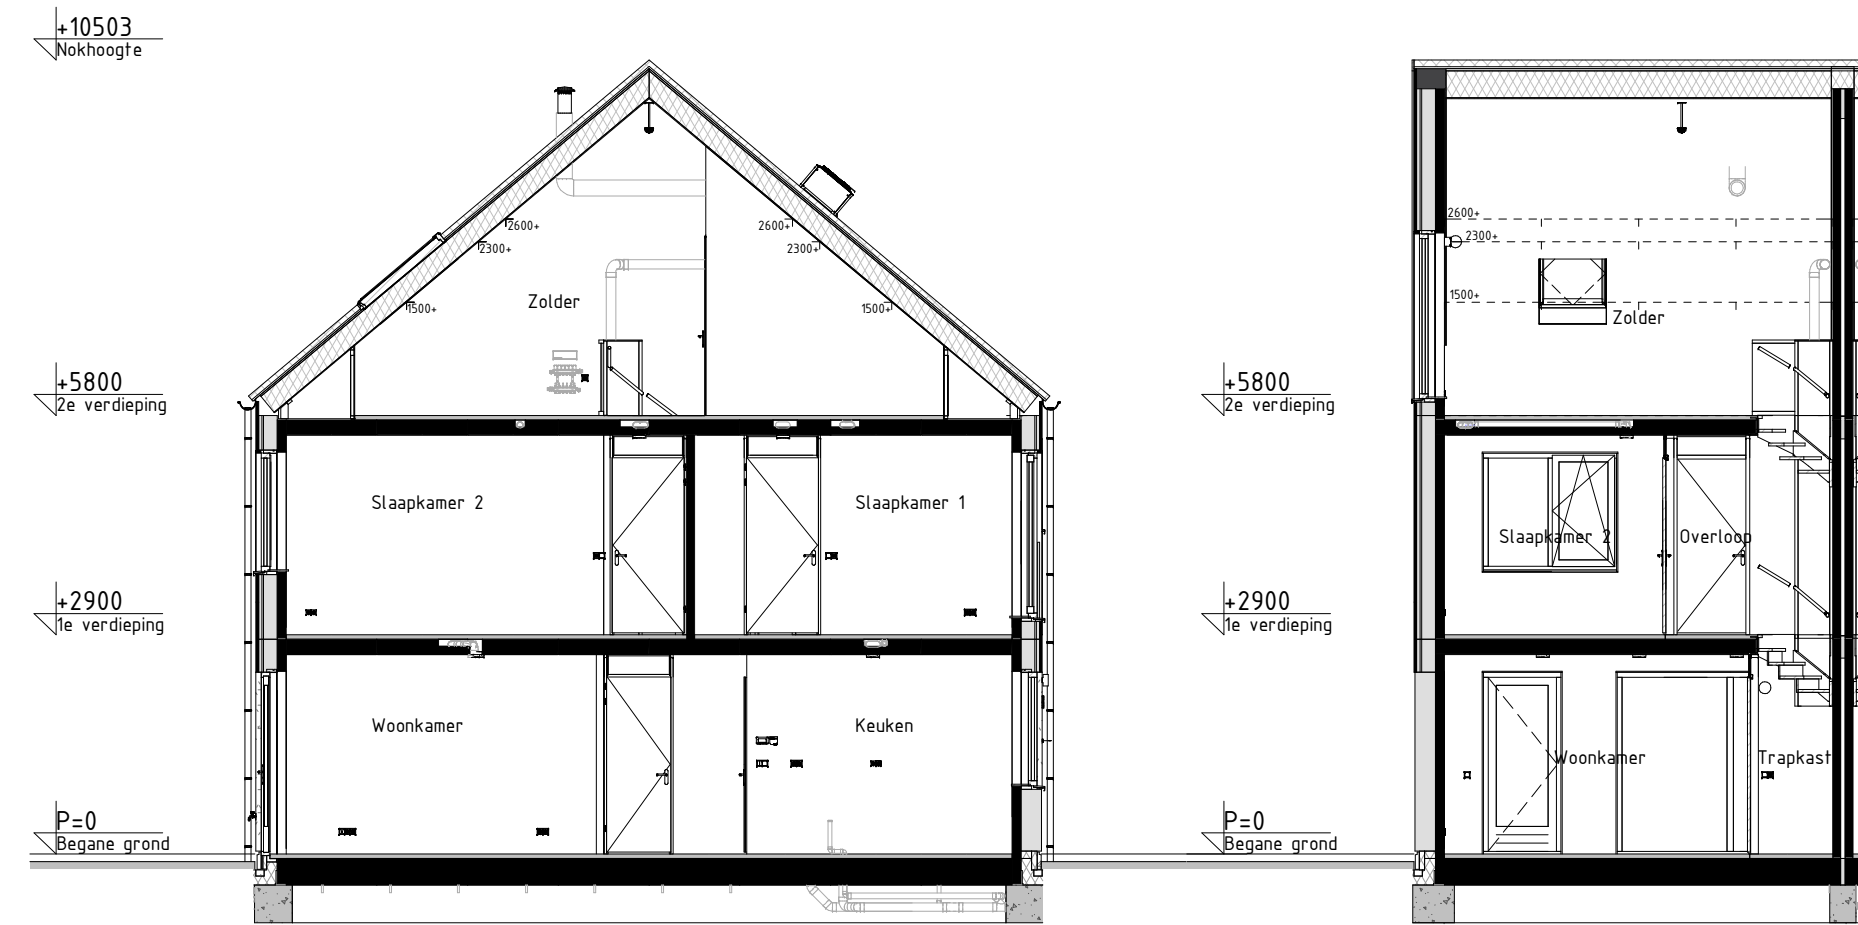 +10503
Nokhoogte
2600+
2300+
1500+
2600+
2300+
1500+
Zolder
+5800
2e verdieping
Slaapkamer 2
Slaapkamer 1
+2900
1e verdieping
Woonkamer
Keuken
P=0
Begane grond
2600+
2300+
1500+
Zolder
+5800
2e verdieping
Slaapkamer 2
Overloop
+2900
1e verdieping
Woonkamer
Trapkast
P=0
Begane grond